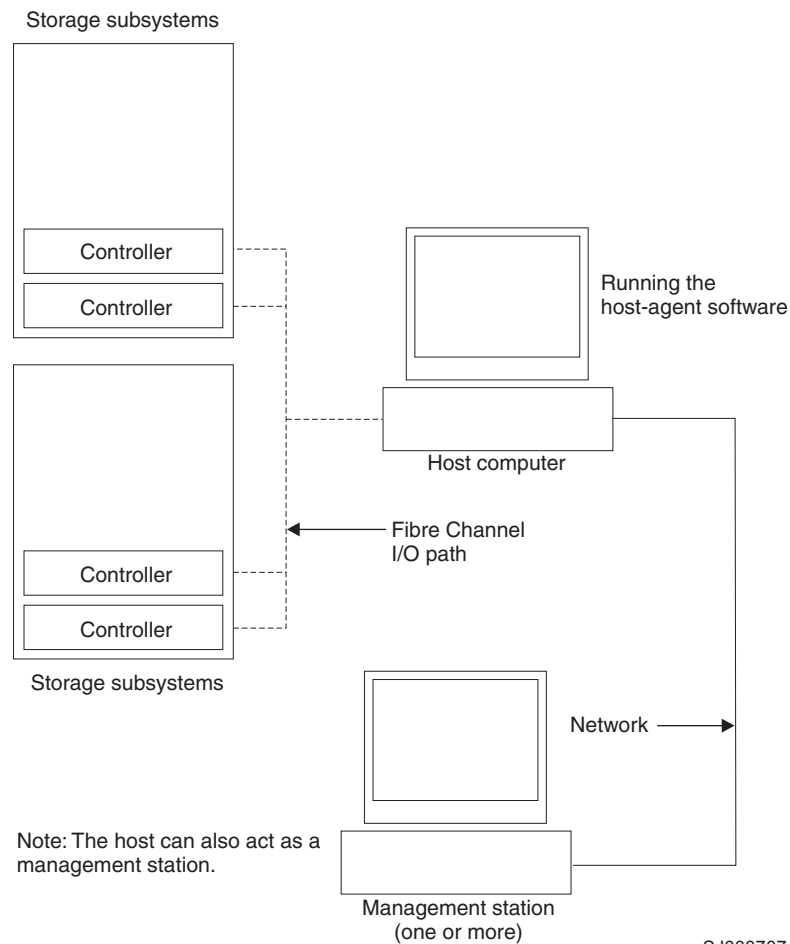 Storage subsystems
Controller
Controller
Running the
host-agent software
Host computer
Fibre Channel
I/O path
Controller
Controller
Storage subsystems
Network
Note: The host can also act as a
management station.
Management station
(one or more)